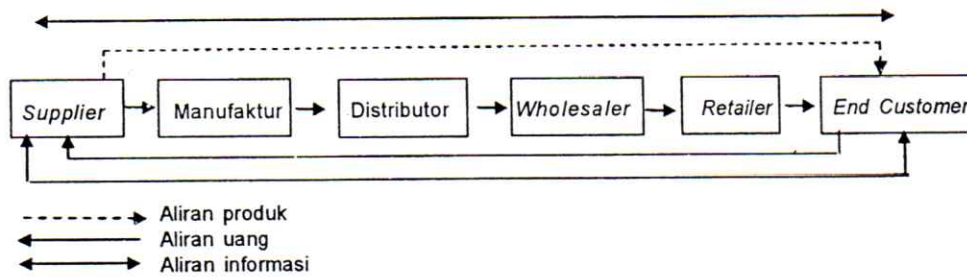 Supplier Manufaktur Distributor Wholesaler Retailer End Customer
Aliran produk
Aliran uang
Aliran informasi